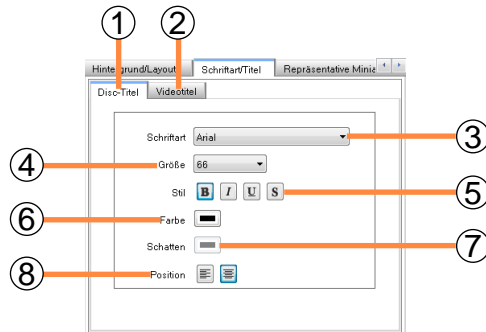 1 2
Hintergrund/Layout Schriftart/Titel Repräsentative Minia
Disc-Titel Videotitel
Schriftart Arial 3
4 Größe 66
Stil B I U S 5
6 Farbe
Schatten 7
8 Position